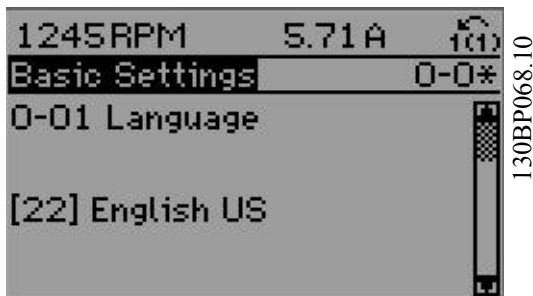 1245RPM 5.71A 1(1)
Basic Settings 0-0*
0-01 Language
[22] English US
130BP068.10